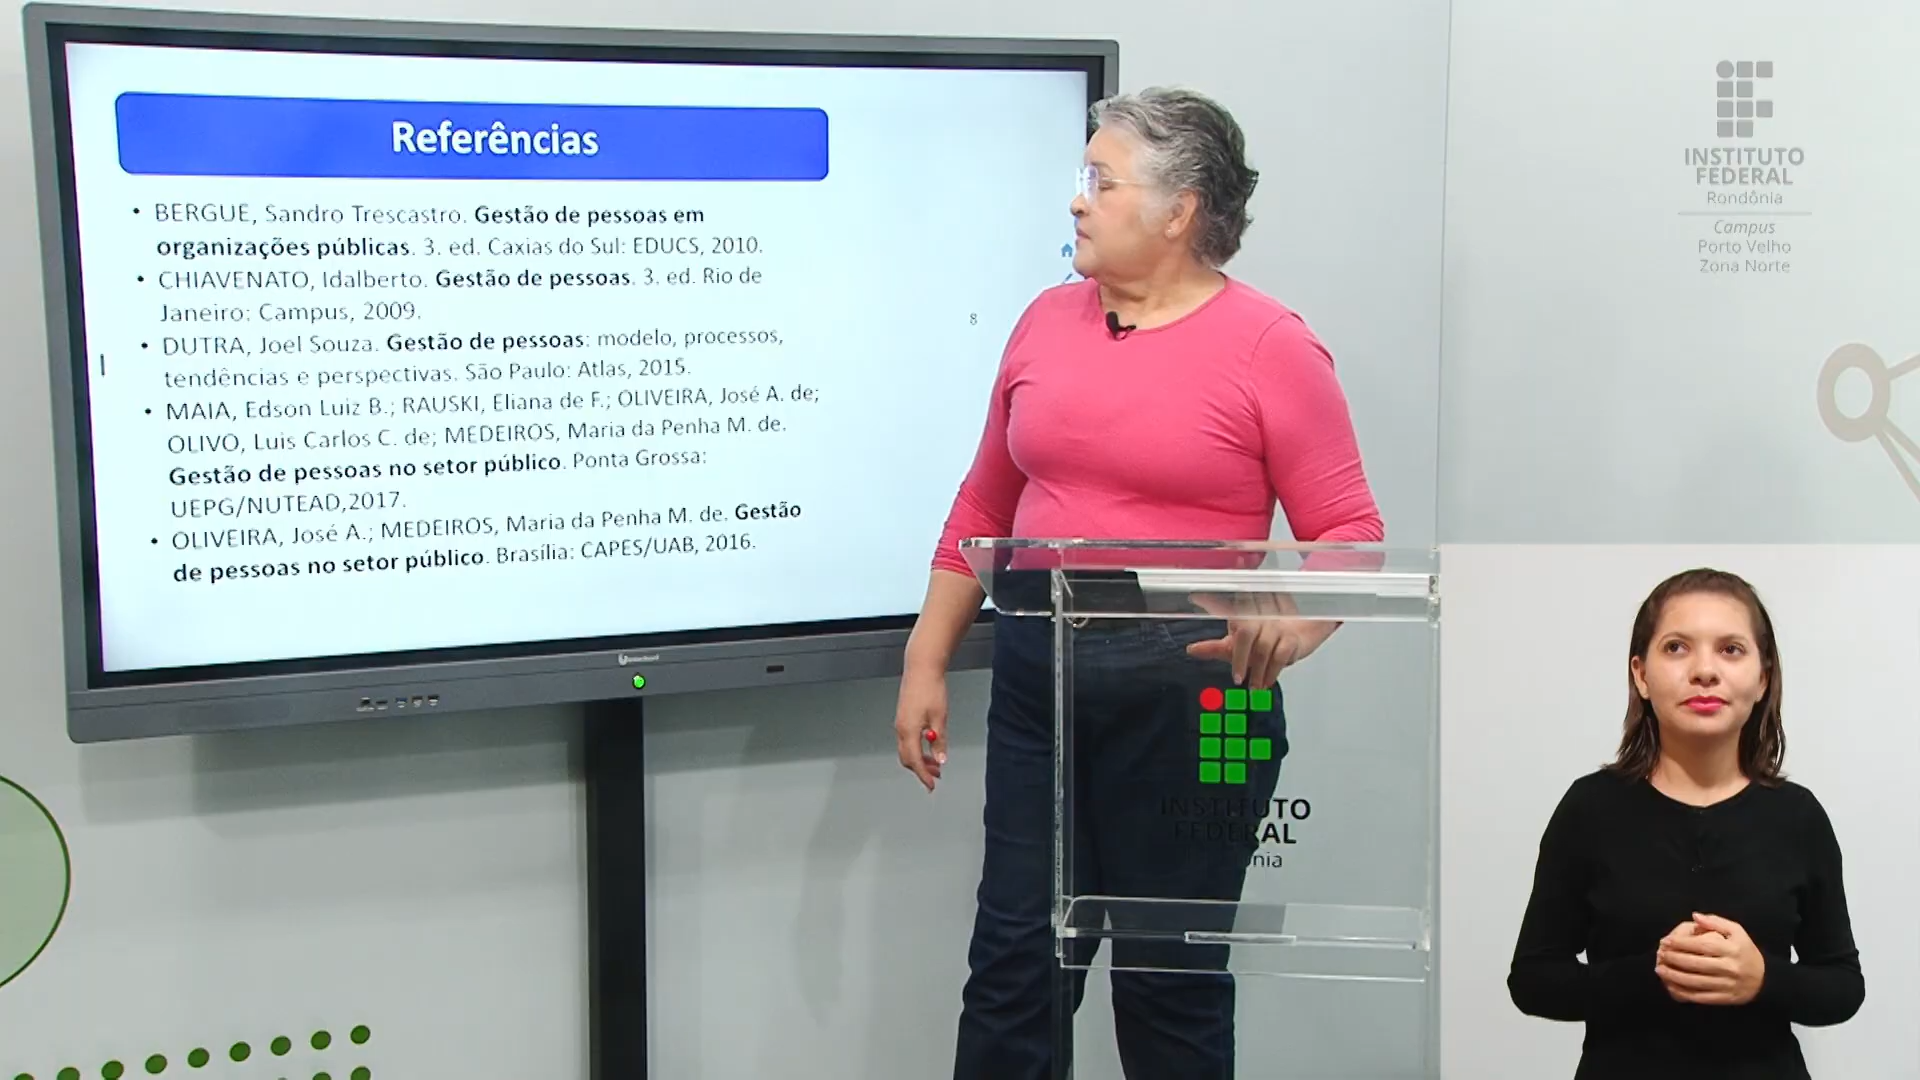 Referências
• BERGUE, Sandro Trescastro. Gestão de pessoas em
organizações públicas. 3. ed. Caxias do Sul: EDUCS, 2010.
• CHIAVENATO, Idalberto. Gestão de pessoas. 3. ed. Rio de
Janeiro: Campus, 2009.
• DUTRA, Joel Souza. Gestão de pessoas: modelo, processos,
tendências e perspectivas. São Paulo: Atlas, 2015.
• MAIA, Edson Luiz B.; RAUSKI, Eliana de F.; OLIVEIRA, José A. de;
OLIVO, Luis Carlos C. de; MEDEIROS, Maria da Penha M. de.
Gestão de pessoas no setor público. Ponta Grossa:
UEPG/NUTEAD,2017.
• OLIVEIRA, José A.; MEDEIROS, Maria da Penha M. de. Gestão
de pessoas no setor público. Brasília: CAPES/UAB, 2016.
8
INSTITUTO
FEDERAL
Rondônia
Campus
Porto Velho
Zona Norte
INSTITUTO
FEDERAL